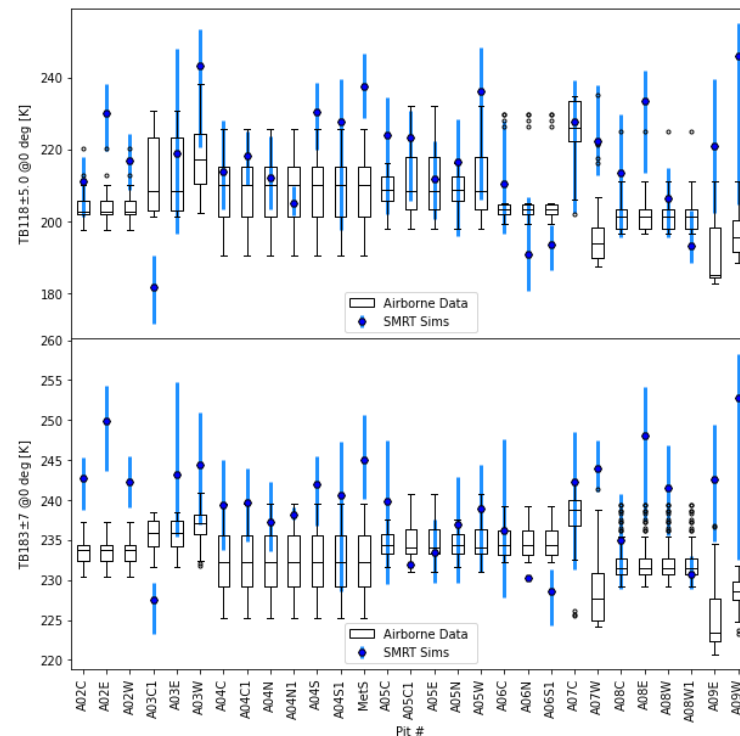 TB118±5.0 @0 deg [K]
240
220
200
180
Airborne Data
SMRT Sims
TB183±7 @0 deg [K]
260
255
250
245
240
235
230
225
220
Airborne Data
SMRT Sims
A02C A02E A02W A03C1 A03E A03W A04C A04C1 A04N A04N1 A04S A04S1 MetS A05C A05C1 A05E A05N A05W A06C A06N A06S1 A07C A07W A08C A08E A08W A08W1 A09E A09W
Pit #